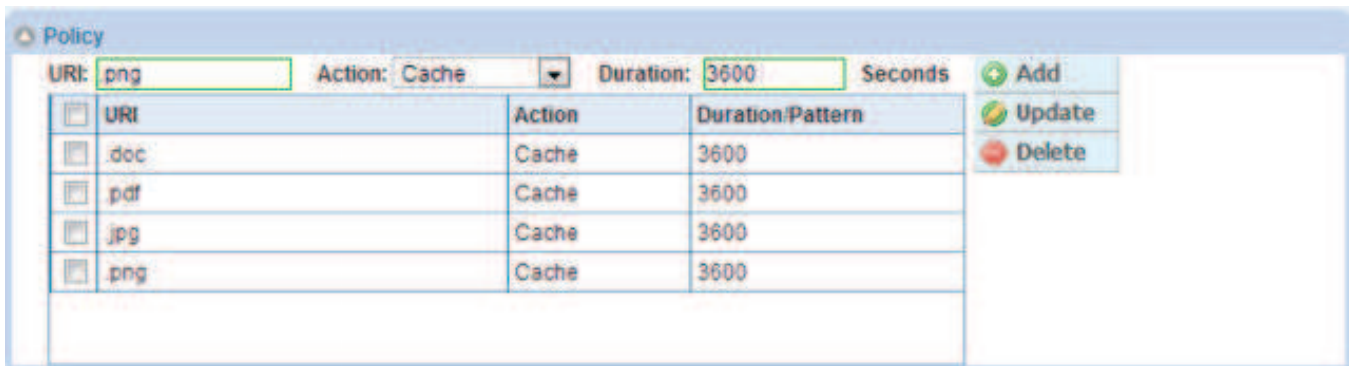 Policy
URI: .png Action: Cache Duration: 3600 Seconds Add
URI Action Duration/Pattern Update
.doc Cache 3600 Delete
.pdf Cache 3600
.jpg Cache 3600
.png Cache 3600